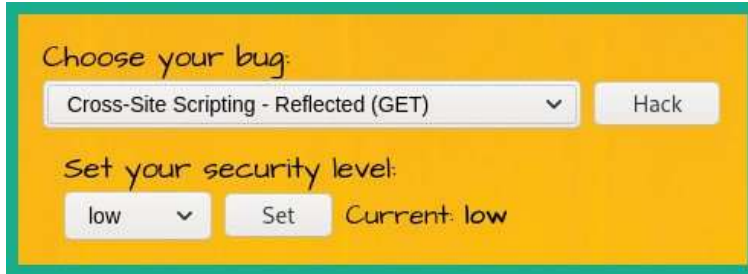 Choose your bug:
Cross-Site Scripting - Reflected (GET) Hack
Set your security level:
low Set Current: low